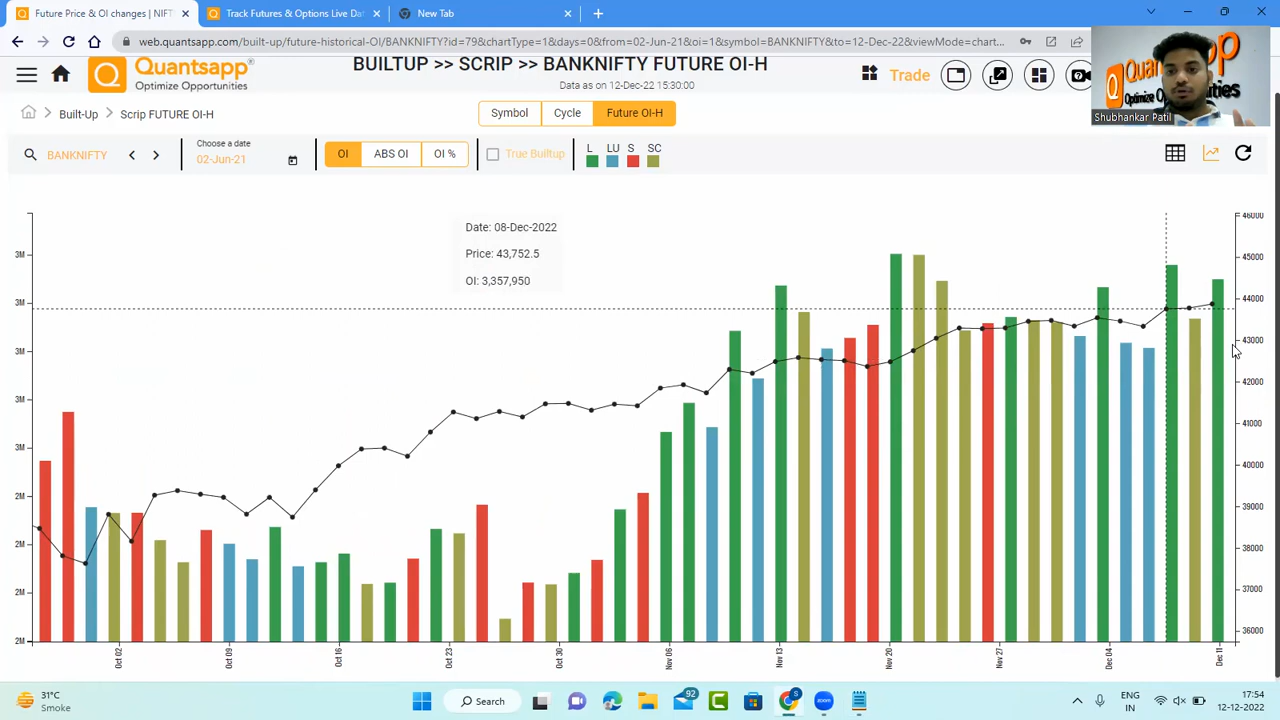 Future Price & OI changes | NIFT
Track Futures & Options Live Dat
New Tab
web.quantsapp.com/built-up/future-historical-OI/BANKNIFTY?id=79&chartType=1&days=0&from=02-Jun-21&oi=1&symbol=BANKNIFTY&to=12-Dec-22&viewMode=chart...
Quantsapp
Optimize Opportunities
BUILTUP >> SCRIP >> BANKNIFTY FUTURE OI-H
Data as on : 12-Dec-22 15:30:00
Trade
Quantsapp
Optimize Opportunities
Shubhankar Patil
Built-Up
Scrip FUTURE OI-H
Symbol
Cycle
Future OI-H
BANKNIFTY
Choose a date
02-Jun-21
OI
ABS OI
OI %
True Builtup
L LU S SC
Date: 08-Dec-2022
Price: 43,752.5
OI: 3,357,950
3M
3M
3M
3M
3M
2M
2M
2M
2M
46000
45000
44000
43000
42000
41000
40000
39000
38000
37000
36000
Oct 02
Oct 09
Oct 16
Oct 23
Oct 30
Nov 06
Nov 13
Nov 20
Nov 27
Dec 04
Dec 11
31°C
Smoke
Search
92
S
ENG
IN
17:54
12-12-2022